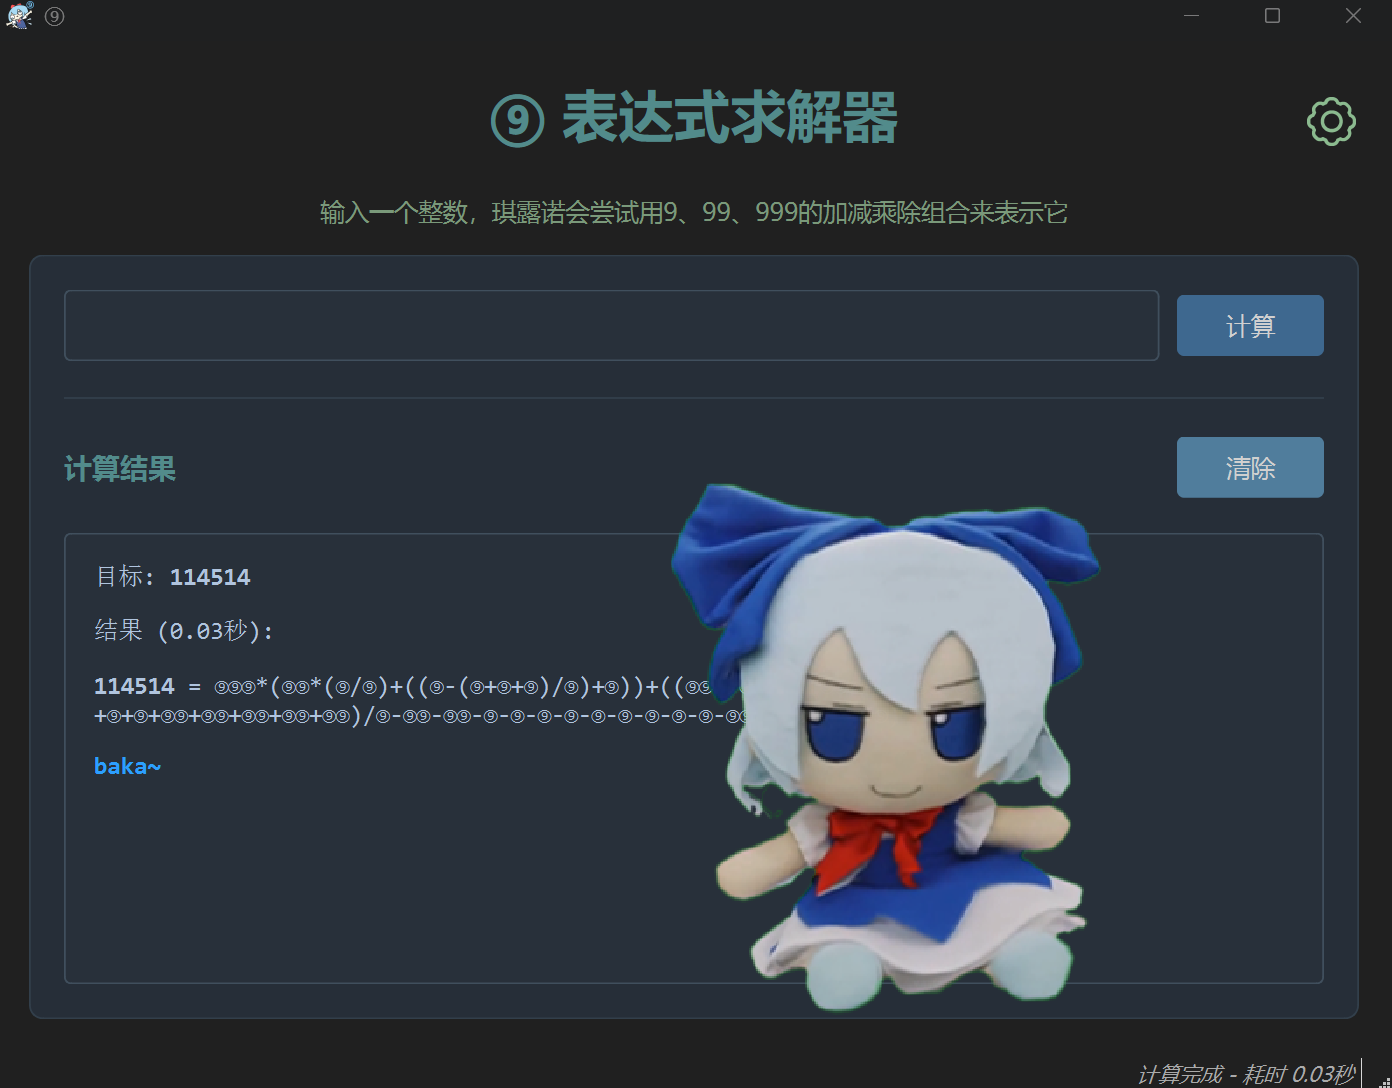 ⑨
⑨ 表达式求解器
输入一个整数，琪露诺会尝试用9、99、999的加减乘除组合来表示它
计算
计算结果
清除
目标: 114514
结果 (0.03秒):
114514 = ⑨⑨⑨*(⑨⑨*(⑨/⑨)+((⑨-(⑨+⑨+⑨)/⑨)+⑨))+((⑨⑨
+⑨+⑨+⑨⑨+⑨⑨+⑨⑨+⑨⑨+⑨⑨)/⑨-⑨⑨-⑨⑨-⑨-⑨-⑨-⑨-⑨-⑨-⑨-⑨-⑨-⑨⑨
baka~
计算完成 - 耗时 0.03秒